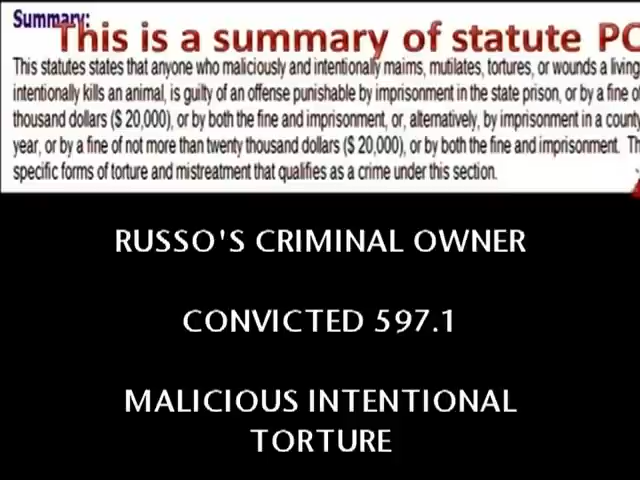 Summary:
This is a summary of statute PC
This statutes states that anyone who maliciously and intentionally maims, mutilates, tortures, or wounds a living
intentionally kills an animal, is guilty of an offense punishable by imprisonment in the state prison, or by a fine of
thousand dollars ($ 20,000), or by both the fine and imprisonment, or, alternatively, by imprisonment in a county
year, or by a fine of not more than twenty thousand dollars ($ 20,000), or by both the fine and imprisonment. Th
specific forms of torture and mistreatment that qualifies as a crime under this section.
RUSSO'S CRIMINAL OWNER
CONVICTED 597.1
MALICIOUS INTENTIONAL
TORTURE